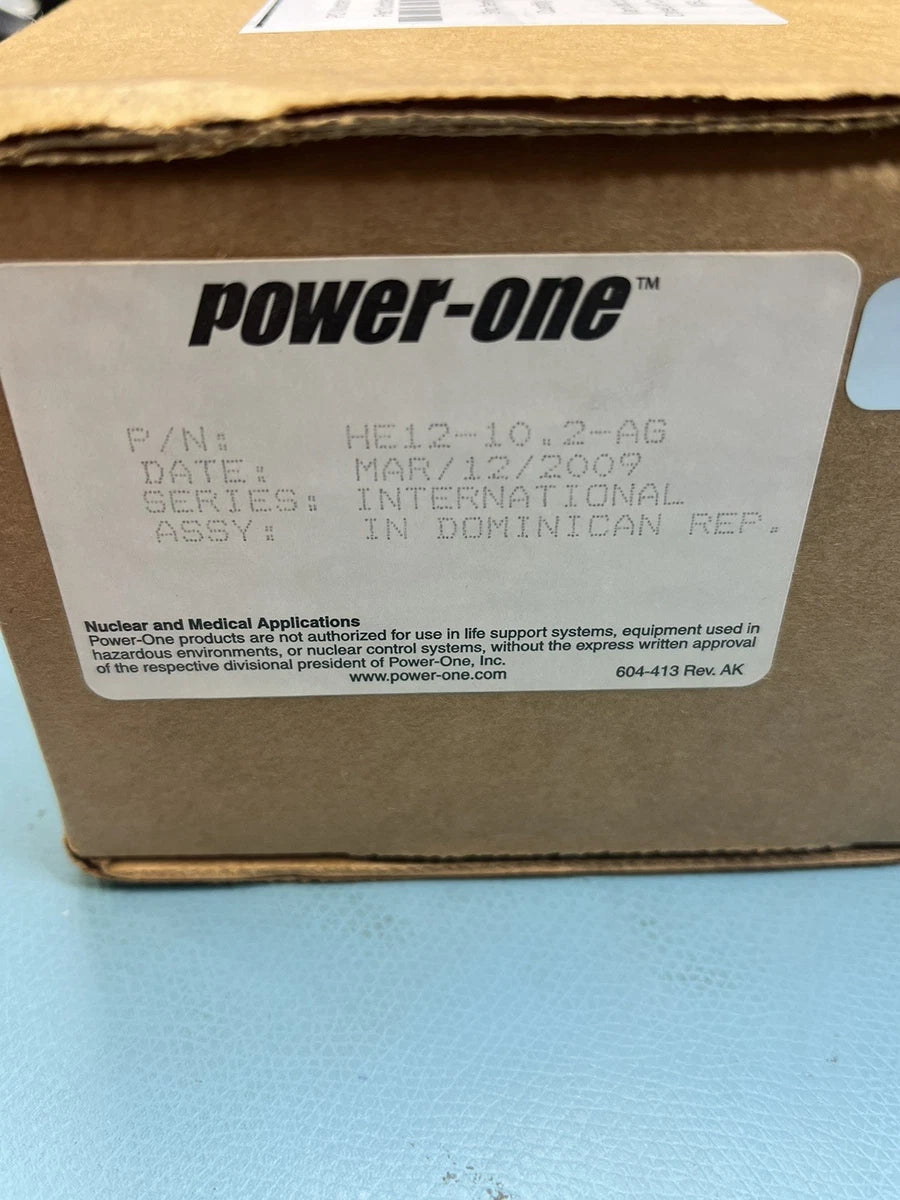 power-one™
P/N: HE12-10.2-AG
DATE: MAR/12/2009
SERIES: INTERNATIONAL
ASSY: IN DOMINICAN REP.
Nuclear and Medical Applications
Power-One products are not authorized for use in life support systems, equipment used in
hazardous environments, or nuclear control systems, without the express written approval
of the respective divisional president of Power-One, Inc.
www.power-one.com 604-413 Rev. AK